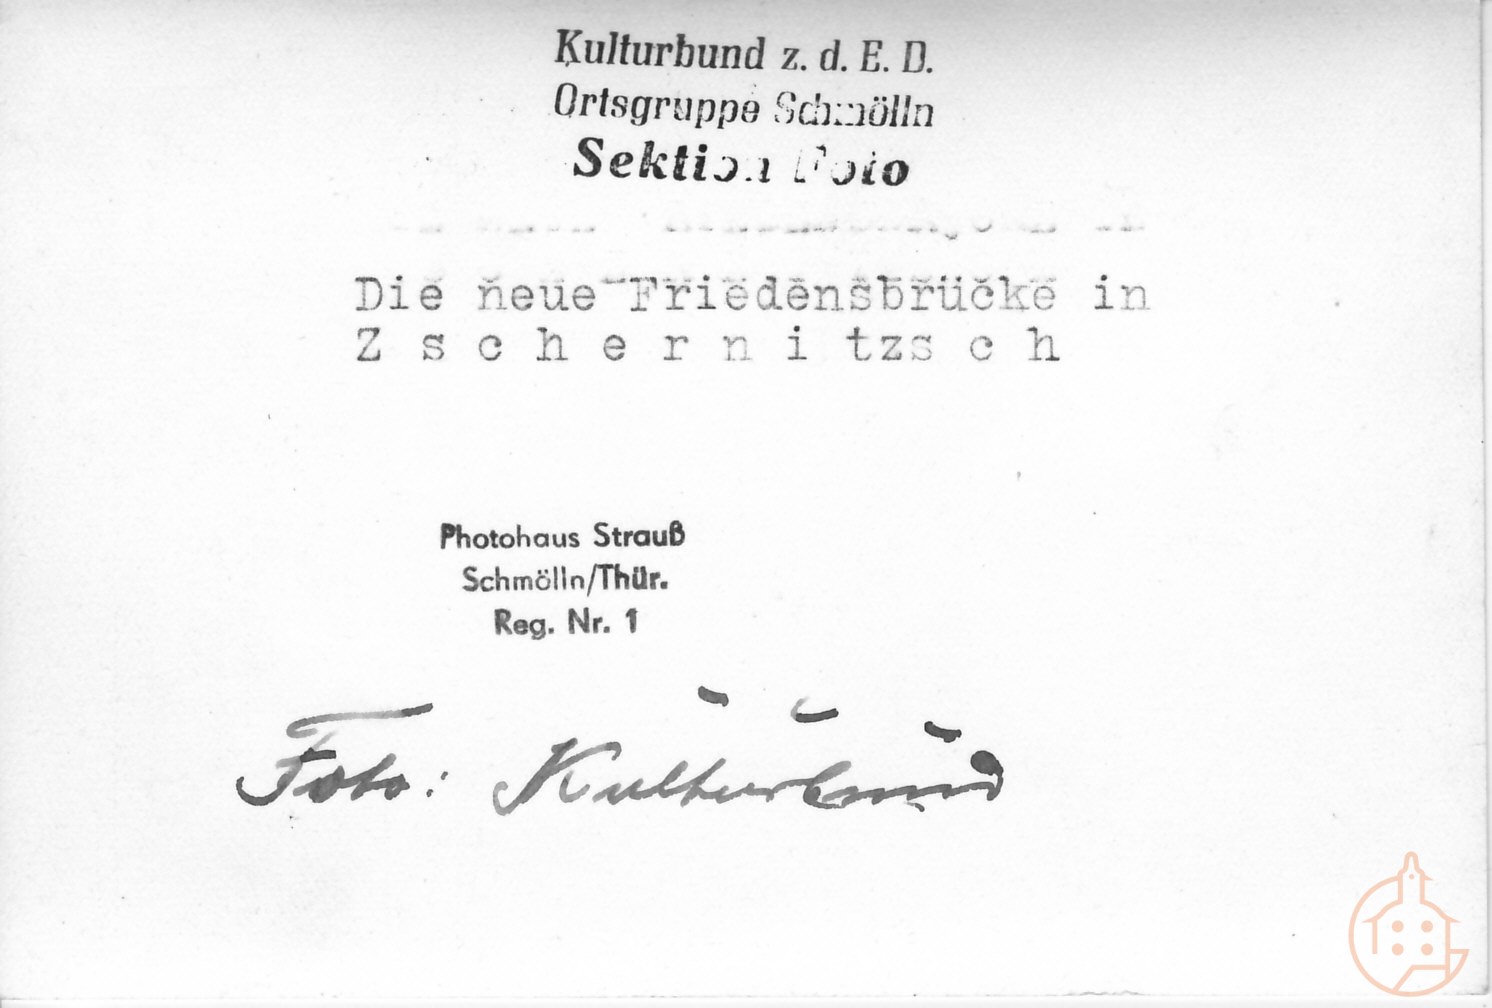 Kulturbund z. d. E. D.
Ortsgruppe Schmölln
Sektion Foto
Die neue Friedensbrücke in
Z s c h e r n i tzs c h
Photohaus Strauß
Schmölln/Thür.
Reg. Nr. 1
Foto: Kulturbund